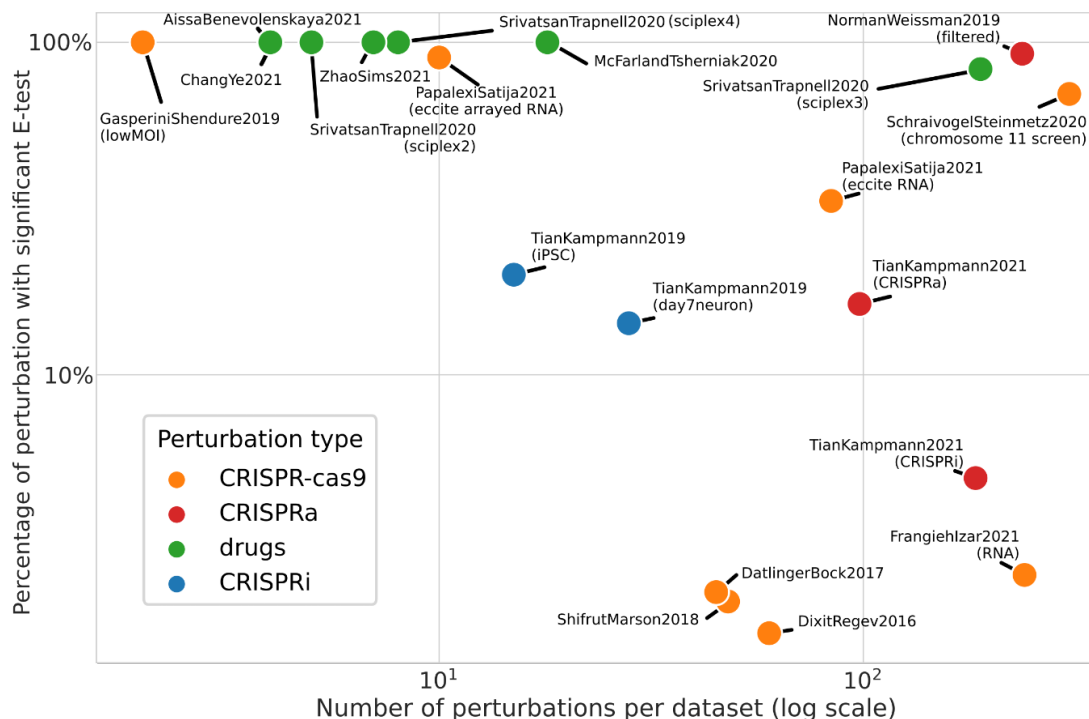 AissaBenevolenskaya2021
SrivatsanTrapnell2020 (sciplex4)
NormanWeissman2019
(filtered)
100%
ChangYe2021
ZhaoSims2021
McFarlandTsherniak2020
PapalexiSatija2021
(eccite arrayed RNA)
SrivatsanTrapnell2020
(sciplex3)
GasperiniShendure2019
(lowMOI)
SrivatsanTrapnell2020
(sciplex2)
SchraivogelSteinmetz2020
(chromosome 11 screen)
PapalexiSatija2021
(eccite RNA)
TianKampmann2019
(iPSC)
TianKampmann2021
(CRISPRa)
TianKampmann2019
(day7neuron)
10%
Percentage of perturbation with significant E-test
Perturbation type
CRISPR-cas9
CRISPRa
drugs
CRISPRi
TianKampmann2021
(CRISPRi)
FrangiehIzar2021
(RNA)
DatlingerBock2017
ShifrutMarson2018
DixitRegev2016
10¹
10²
Number of perturbations per dataset (log scale)